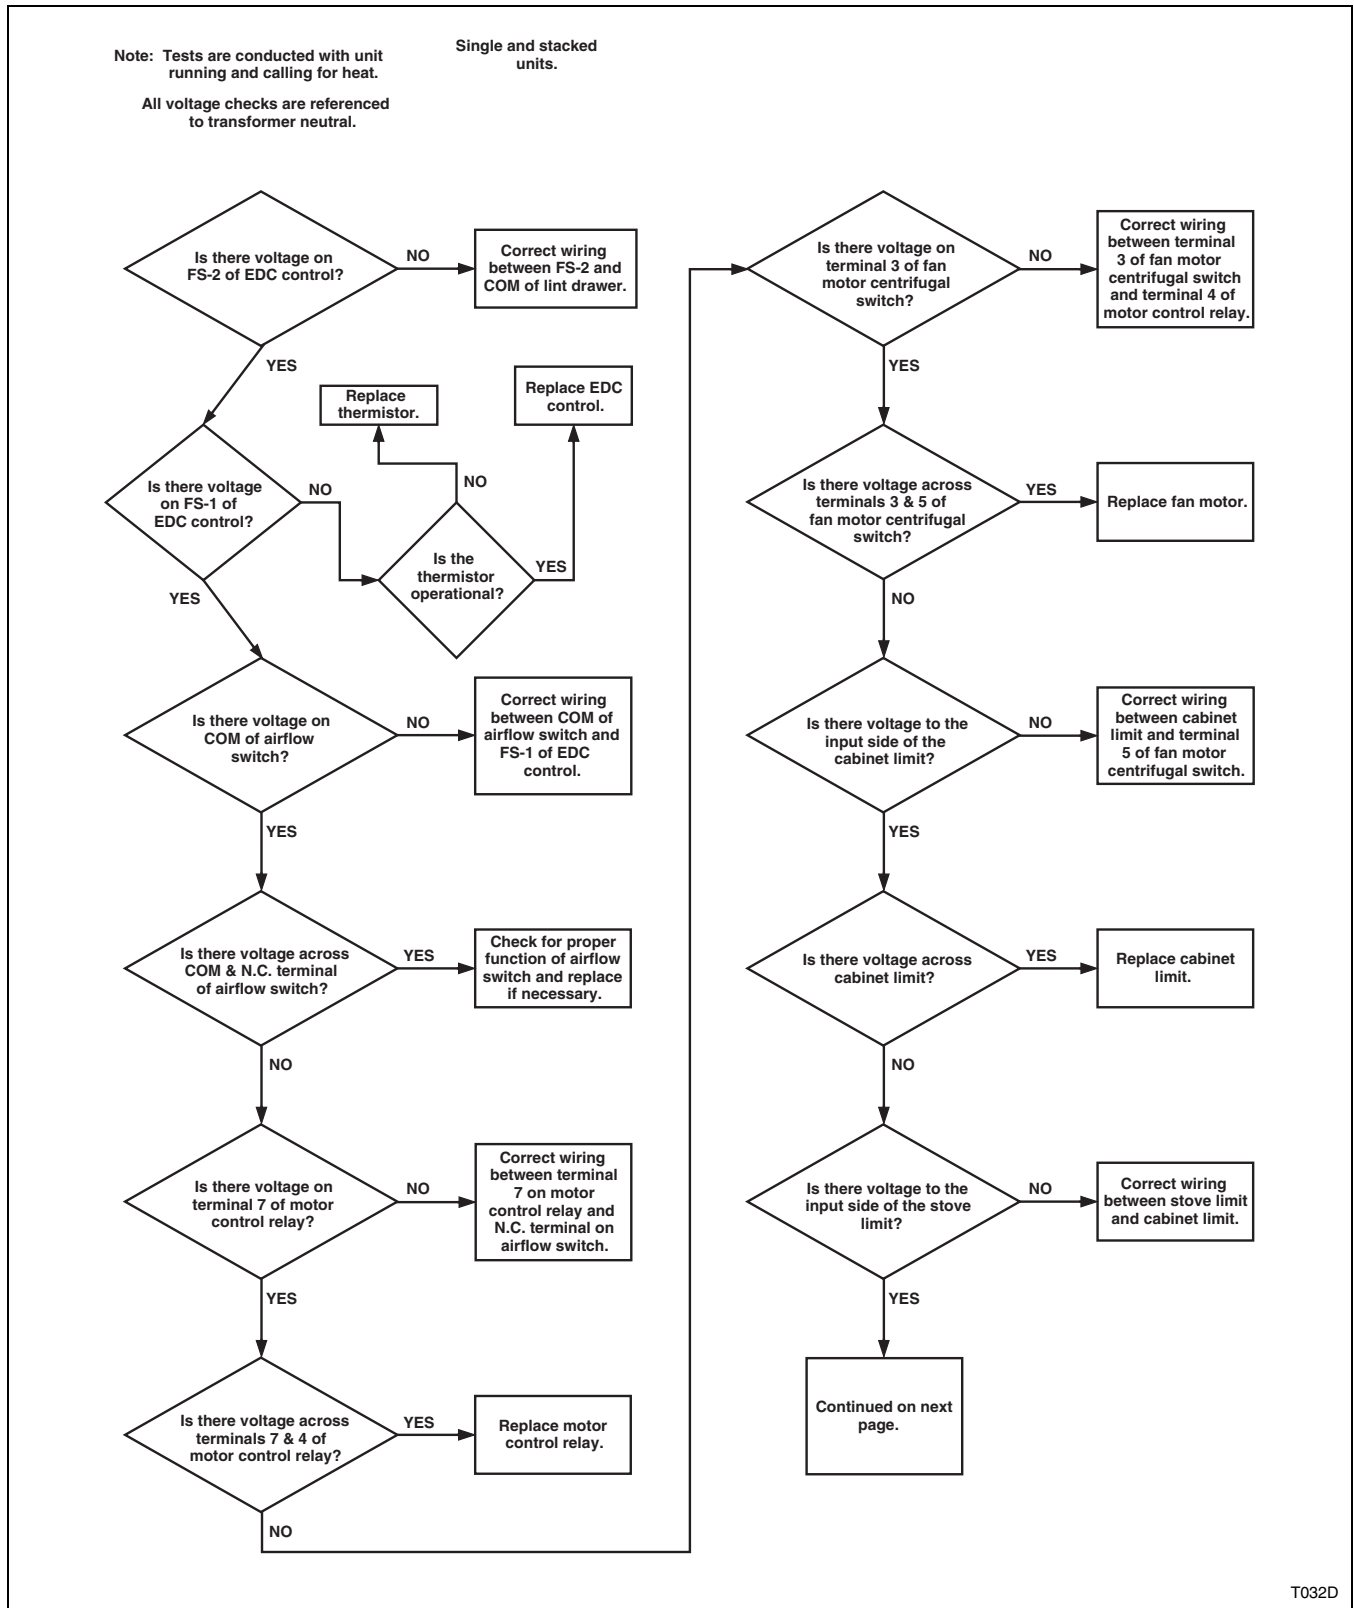 Note: Tests are conducted with unit
running and calling for heat.
All voltage checks are referenced
to transformer neutral.
Single and stacked
units.
Is there voltage on
FS-2 of EDC control?
NO
Correct wiring
between FS-2 and
COM of lint drawer.
YES
Is there voltage
on FS-1 of
EDC control?
NO
Is the
thermistor
operational?
NO
Replace
thermistor.
YES
Replace EDC
control.
YES
Is there voltage on
COM of airflow
switch?
NO
Correct wiring
between COM of
airflow switch and
FS-1 of EDC
control.
YES
Is there voltage across
COM & N.C. terminal
of airflow switch?
YES
Check for proper
function of airflow
switch and replace
if necessary.
NO
Is there voltage on
terminal 7 of motor
control relay?
NO
Correct wiring
between terminal
7 on motor
control relay and
N.C. terminal on
airflow switch.
YES
Is there voltage across
terminals 7 & 4 of
motor control relay?
YES
Replace motor
control relay.
NO
Is there voltage on
terminal 3 of fan
motor centrifugal
switch?
NO
Correct wiring
between terminal
3 of fan motor
centrifugal switch
and terminal 4 of
motor control relay.
YES
Is there voltage across
terminals 3 & 5 of
fan motor centrifugal
switch?
YES
Replace fan motor.
NO
Is there voltage to the
input side of the
cabinet limit?
NO
Correct wiring
between cabinet
limit and terminal
5 of fan motor
centrifugal switch.
YES
Is there voltage across
cabinet limit?
YES
Replace cabinet
limit.
NO
Is there voltage to the
input side of the stove
limit?
NO
Correct wiring
between stove limit
and cabinet limit.
YES
Continued on next
page.
T032D